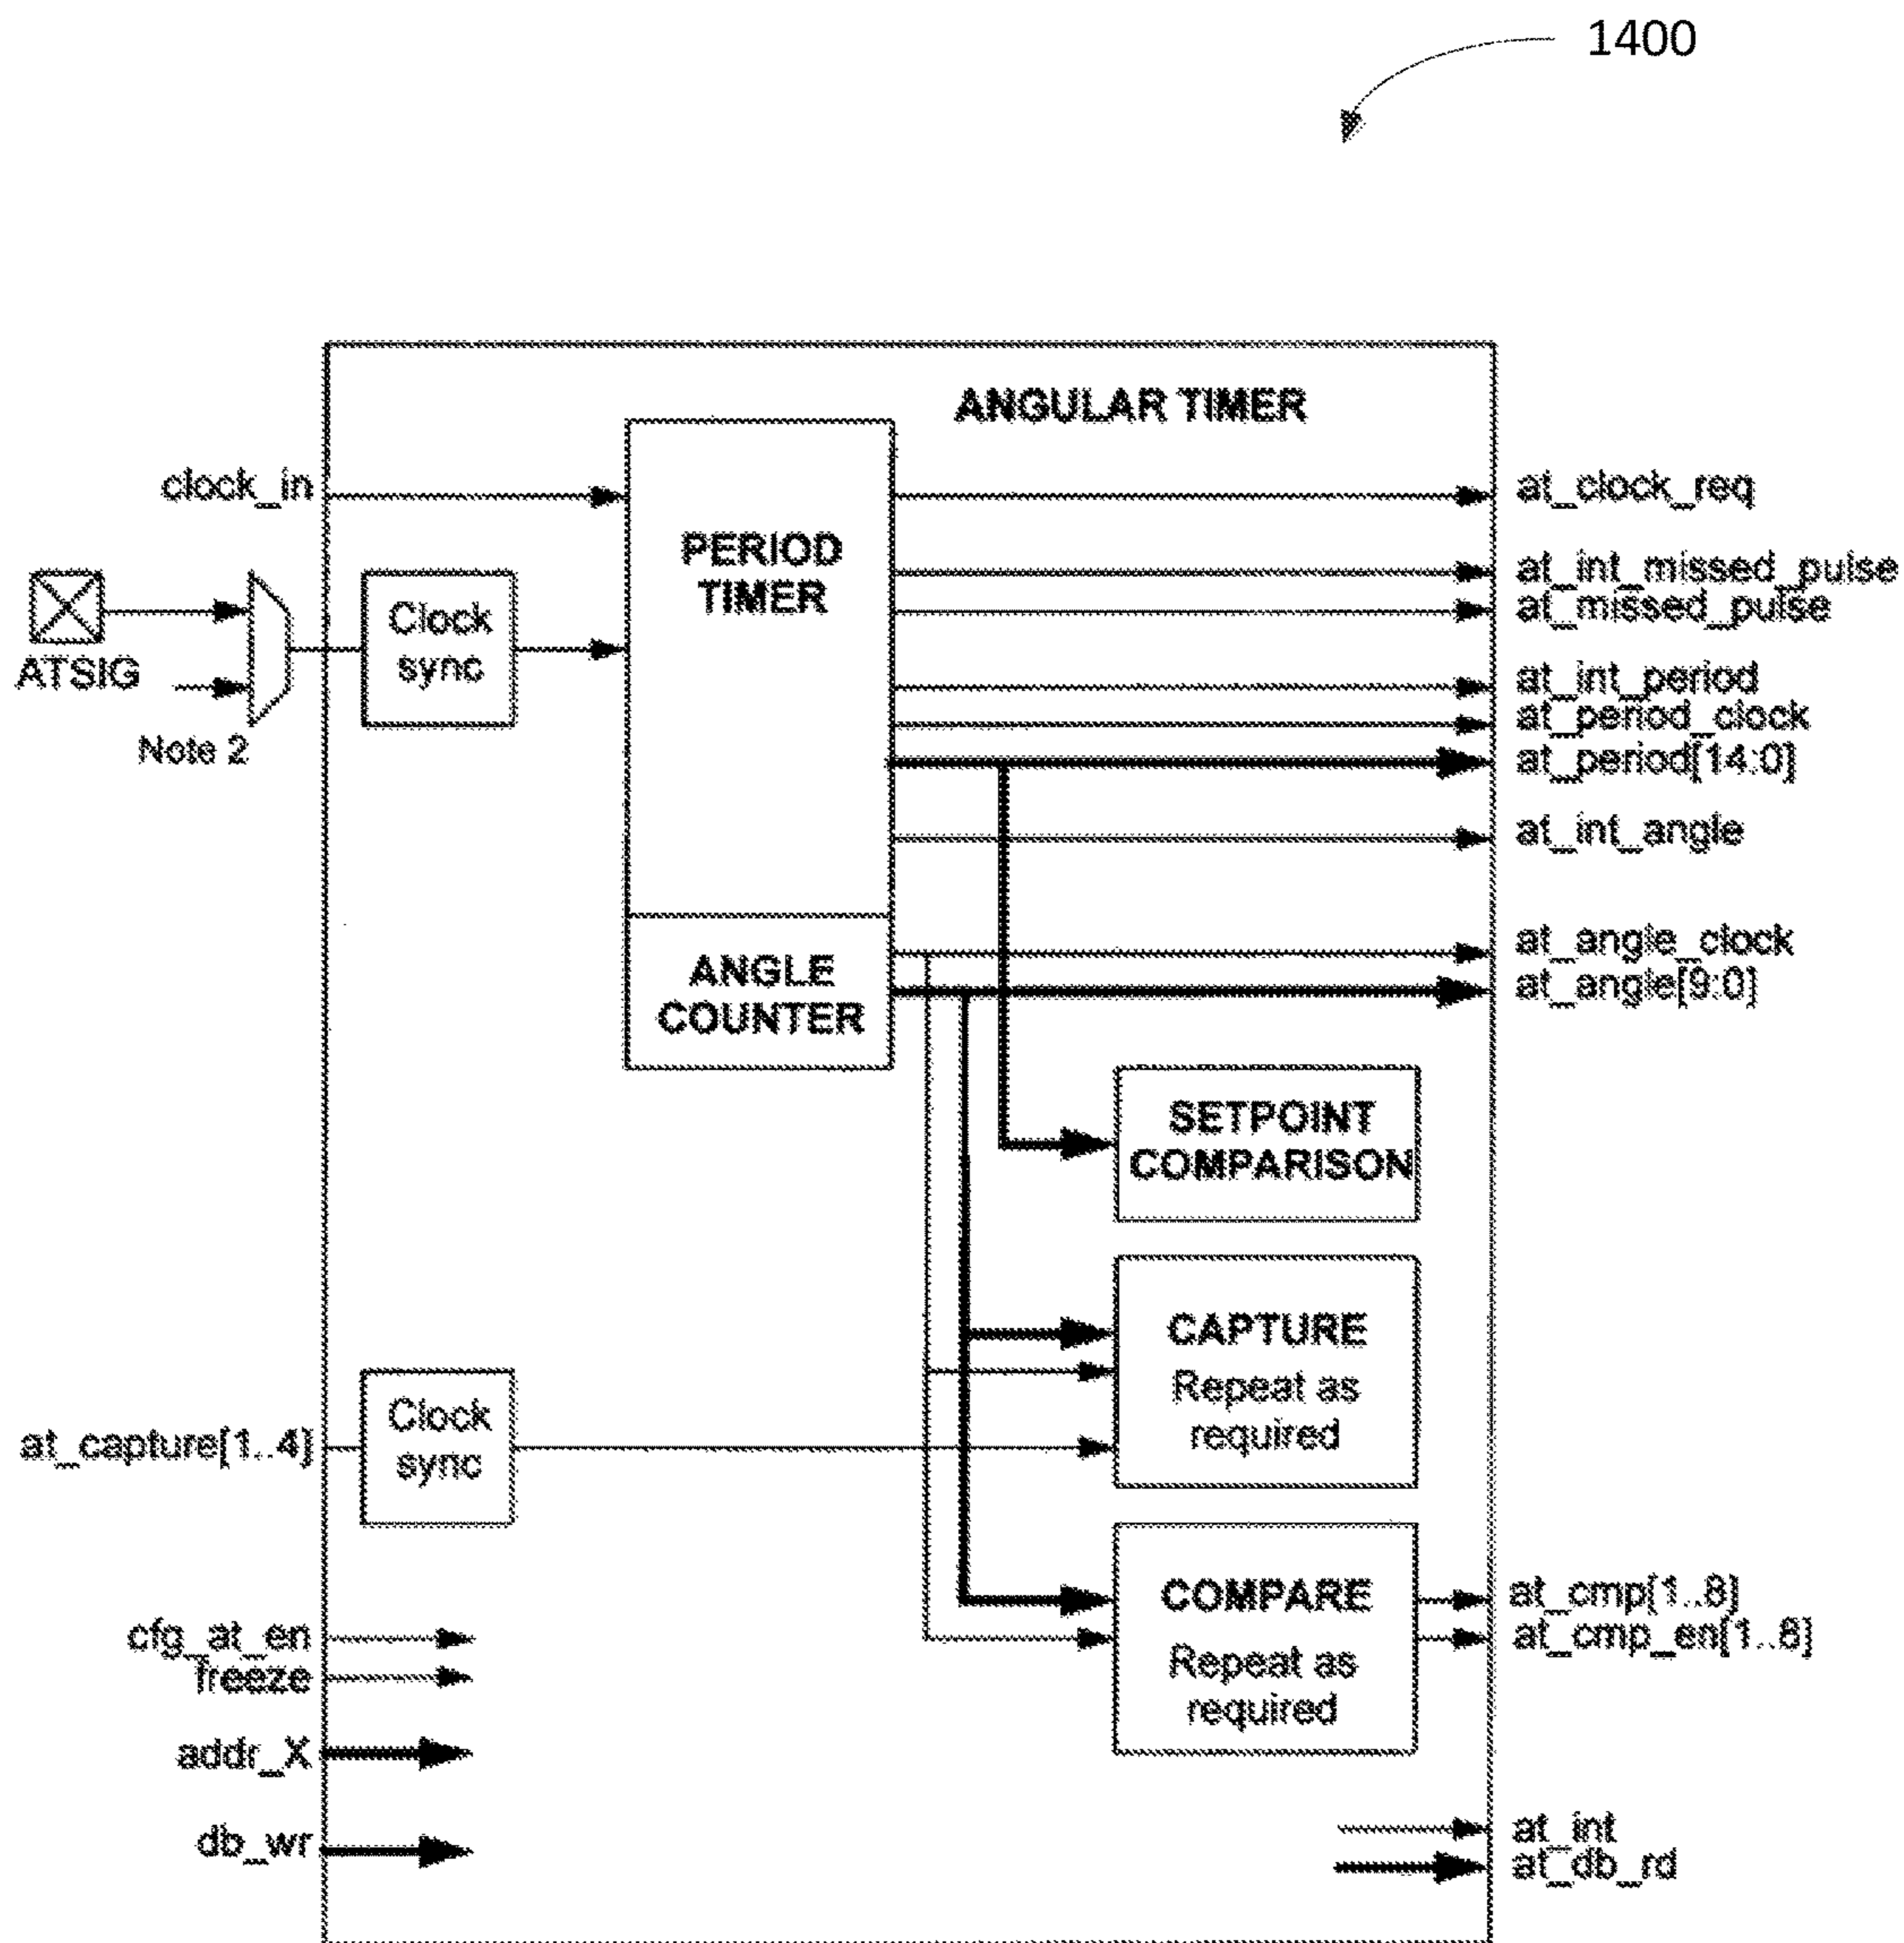 1400
ANGULAR TIMER
clock_in
PERIOD
TIMER
at_clock_req
at_int_missed_pulse
at_missed_pulse
Clock
sync
ATSIG
Note 2
at_int_period
at_period_clock
at_period[14:0]
at_int_angle
at_angle_clock
at_angle[9:0]
ANGLE
COUNTER
SETPOINT
COMPARISON
CAPTURE
Repeat as
required
at_capture[1..4]
Clock
sync
COMPARE
Repeat as
required
at_cmp[1..8]
at_cmp_en[1..8]
cfg_at_en
freeze
addr_X
db_wr
at_int
at_db_rd